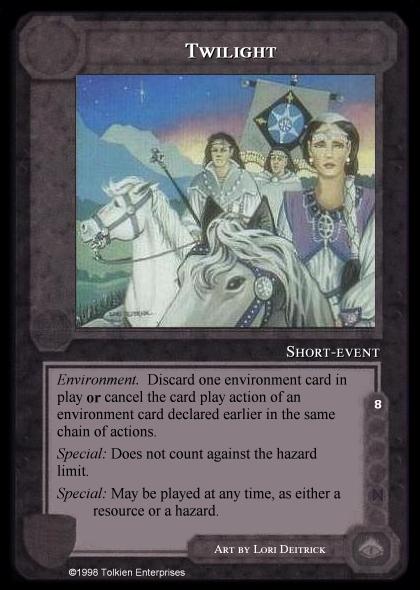 Twilight
Short-event
Environment. Discard one environment card in
play or cancel the card play action of an
environment card declared earlier in the same
chain of actions.
8
Special: Does not count against the hazard
limit.
Special: May be played at any time, as either a
resource or a hazard.
N
Art by Lori Deitrick
©1998 Tolkien Enterprises